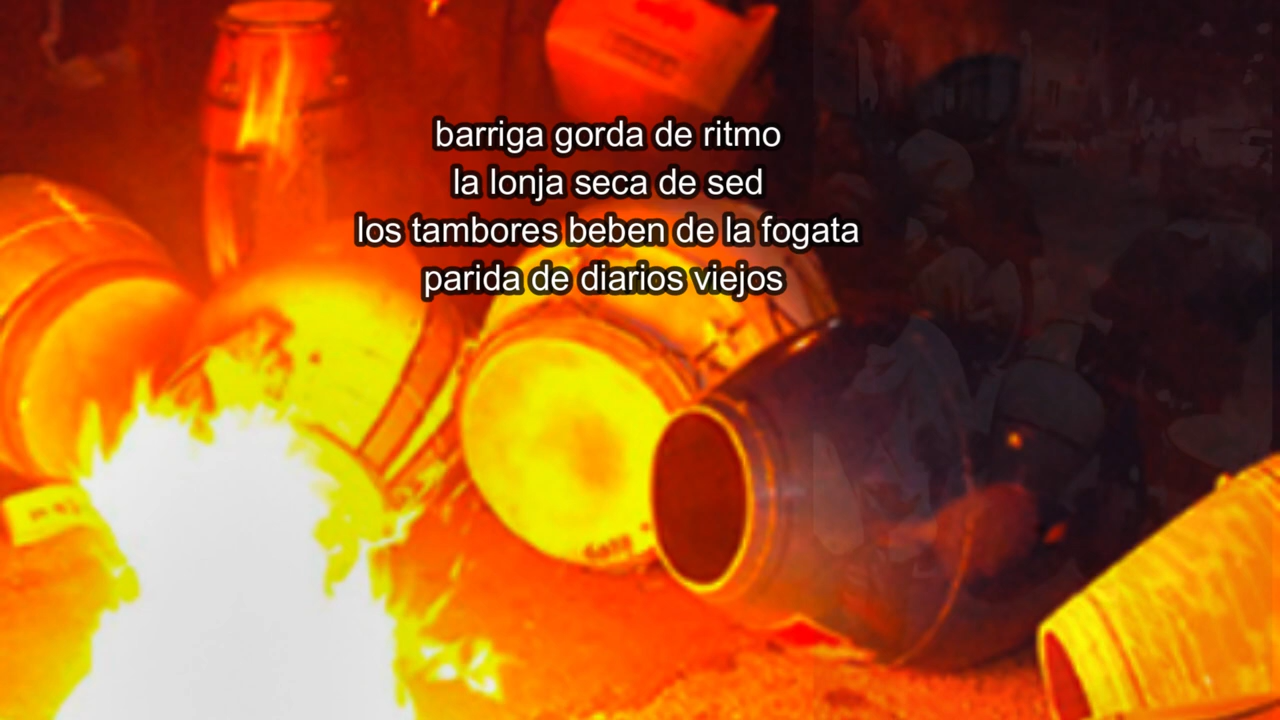 barriga gorda de ritmo
la lonja seca de sed
los tambores beben de la fogata
parida de diarios viejos